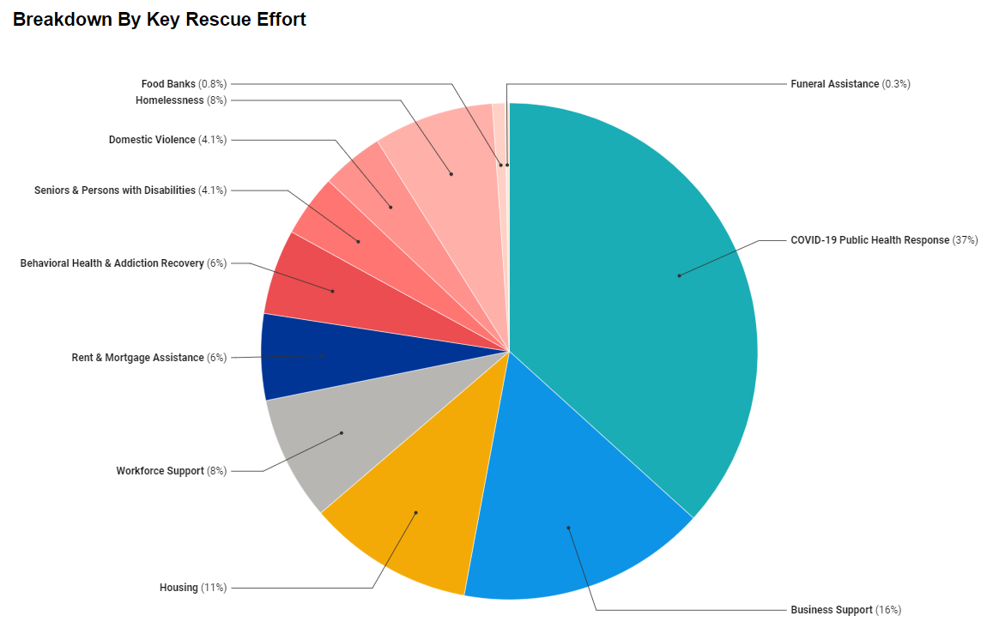 Breakdown By Key Rescue Effort
Food Banks (0.8%)
Funeral Assistance (0.3%)
Homelessness (8%)
Domestic Violence (4.1%)
Seniors & Persons with Disabilities (4.1%)
COVID-19 Public Health Response (37%)
Behavioral Health & Addiction Recovery (6%)
Rent & Mortgage Assistance (6%)
Workforce Support (8%)
Housing (11%)
Business Support (16%)